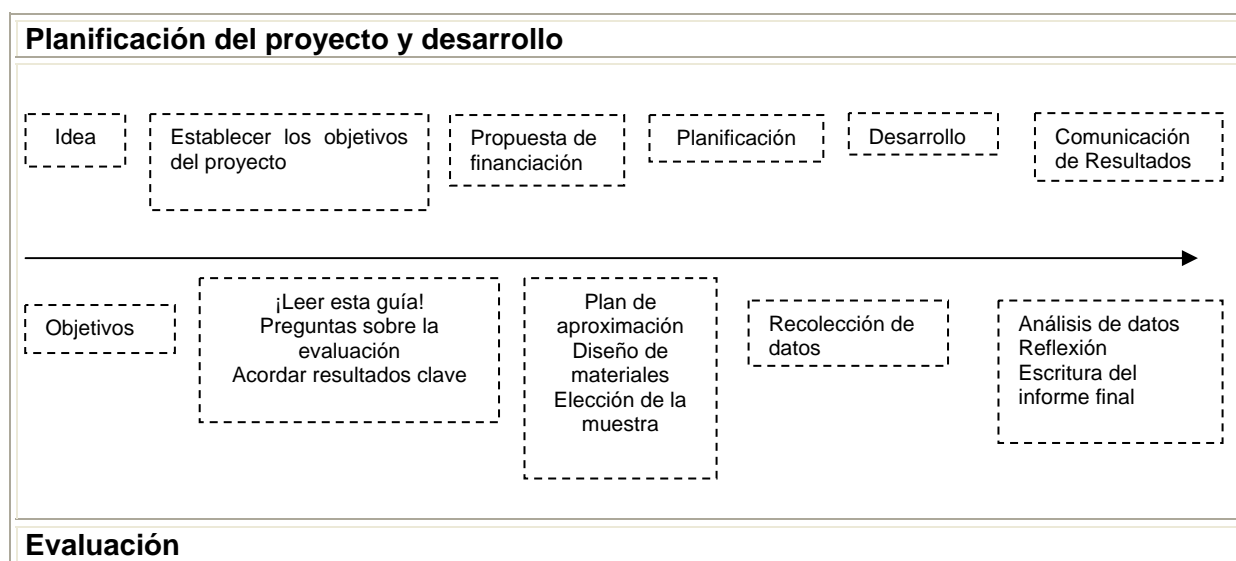 Planificación del proyecto y desarrollo
Idea
Establecer los objetivos
del proyecto
Propuesta de
financiación
Planificación
Desarrollo
Comunicación
de Resultados
Objetivos
¡Leer esta guía!
Preguntas sobre la
evaluación
Acordar resultados clave
Plan de
aproximación
Diseño de
materiales
Elección de la
muestra
Recolección de
datos
Análisis de datos
Reflexión
Escritura del
informe final
Evaluación